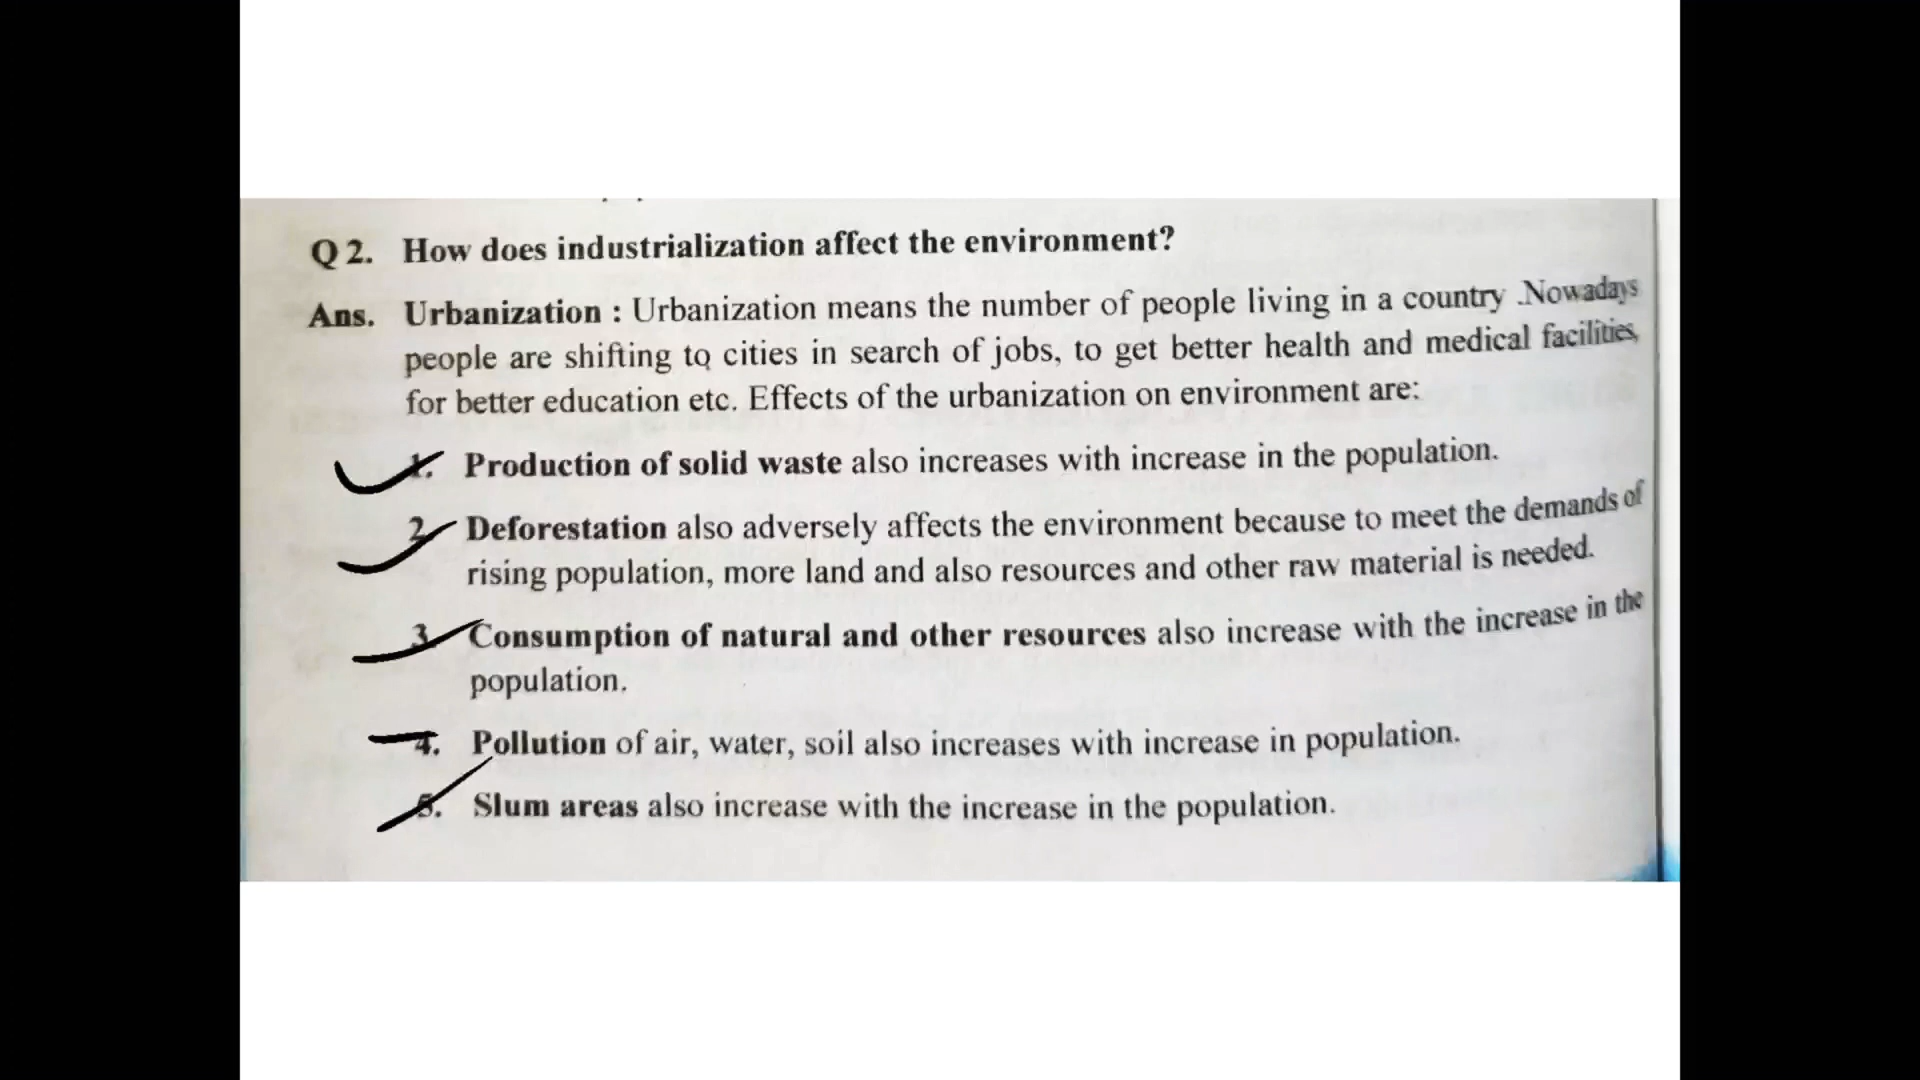 Q 2. How does industrialization affect the environment?
Ans. Urbanization : Urbanization means the number of people living in a country .Nowadays
people are shifting to cities in search of jobs, to get better health and medical facilities,
for better education etc. Effects of the urbanization on environment are:
1. Production of solid waste also increases with increase in the population.
2. Deforestation also adversely affects the environment because to meet the demands of
rising population, more land and also resources and other raw material is needed.
3. Consumption of natural and other resources also increase with the increase in the
population.
4. Pollution of air, water, soil also increases with increase in population.
5. Slum areas also increase with the increase in the population.